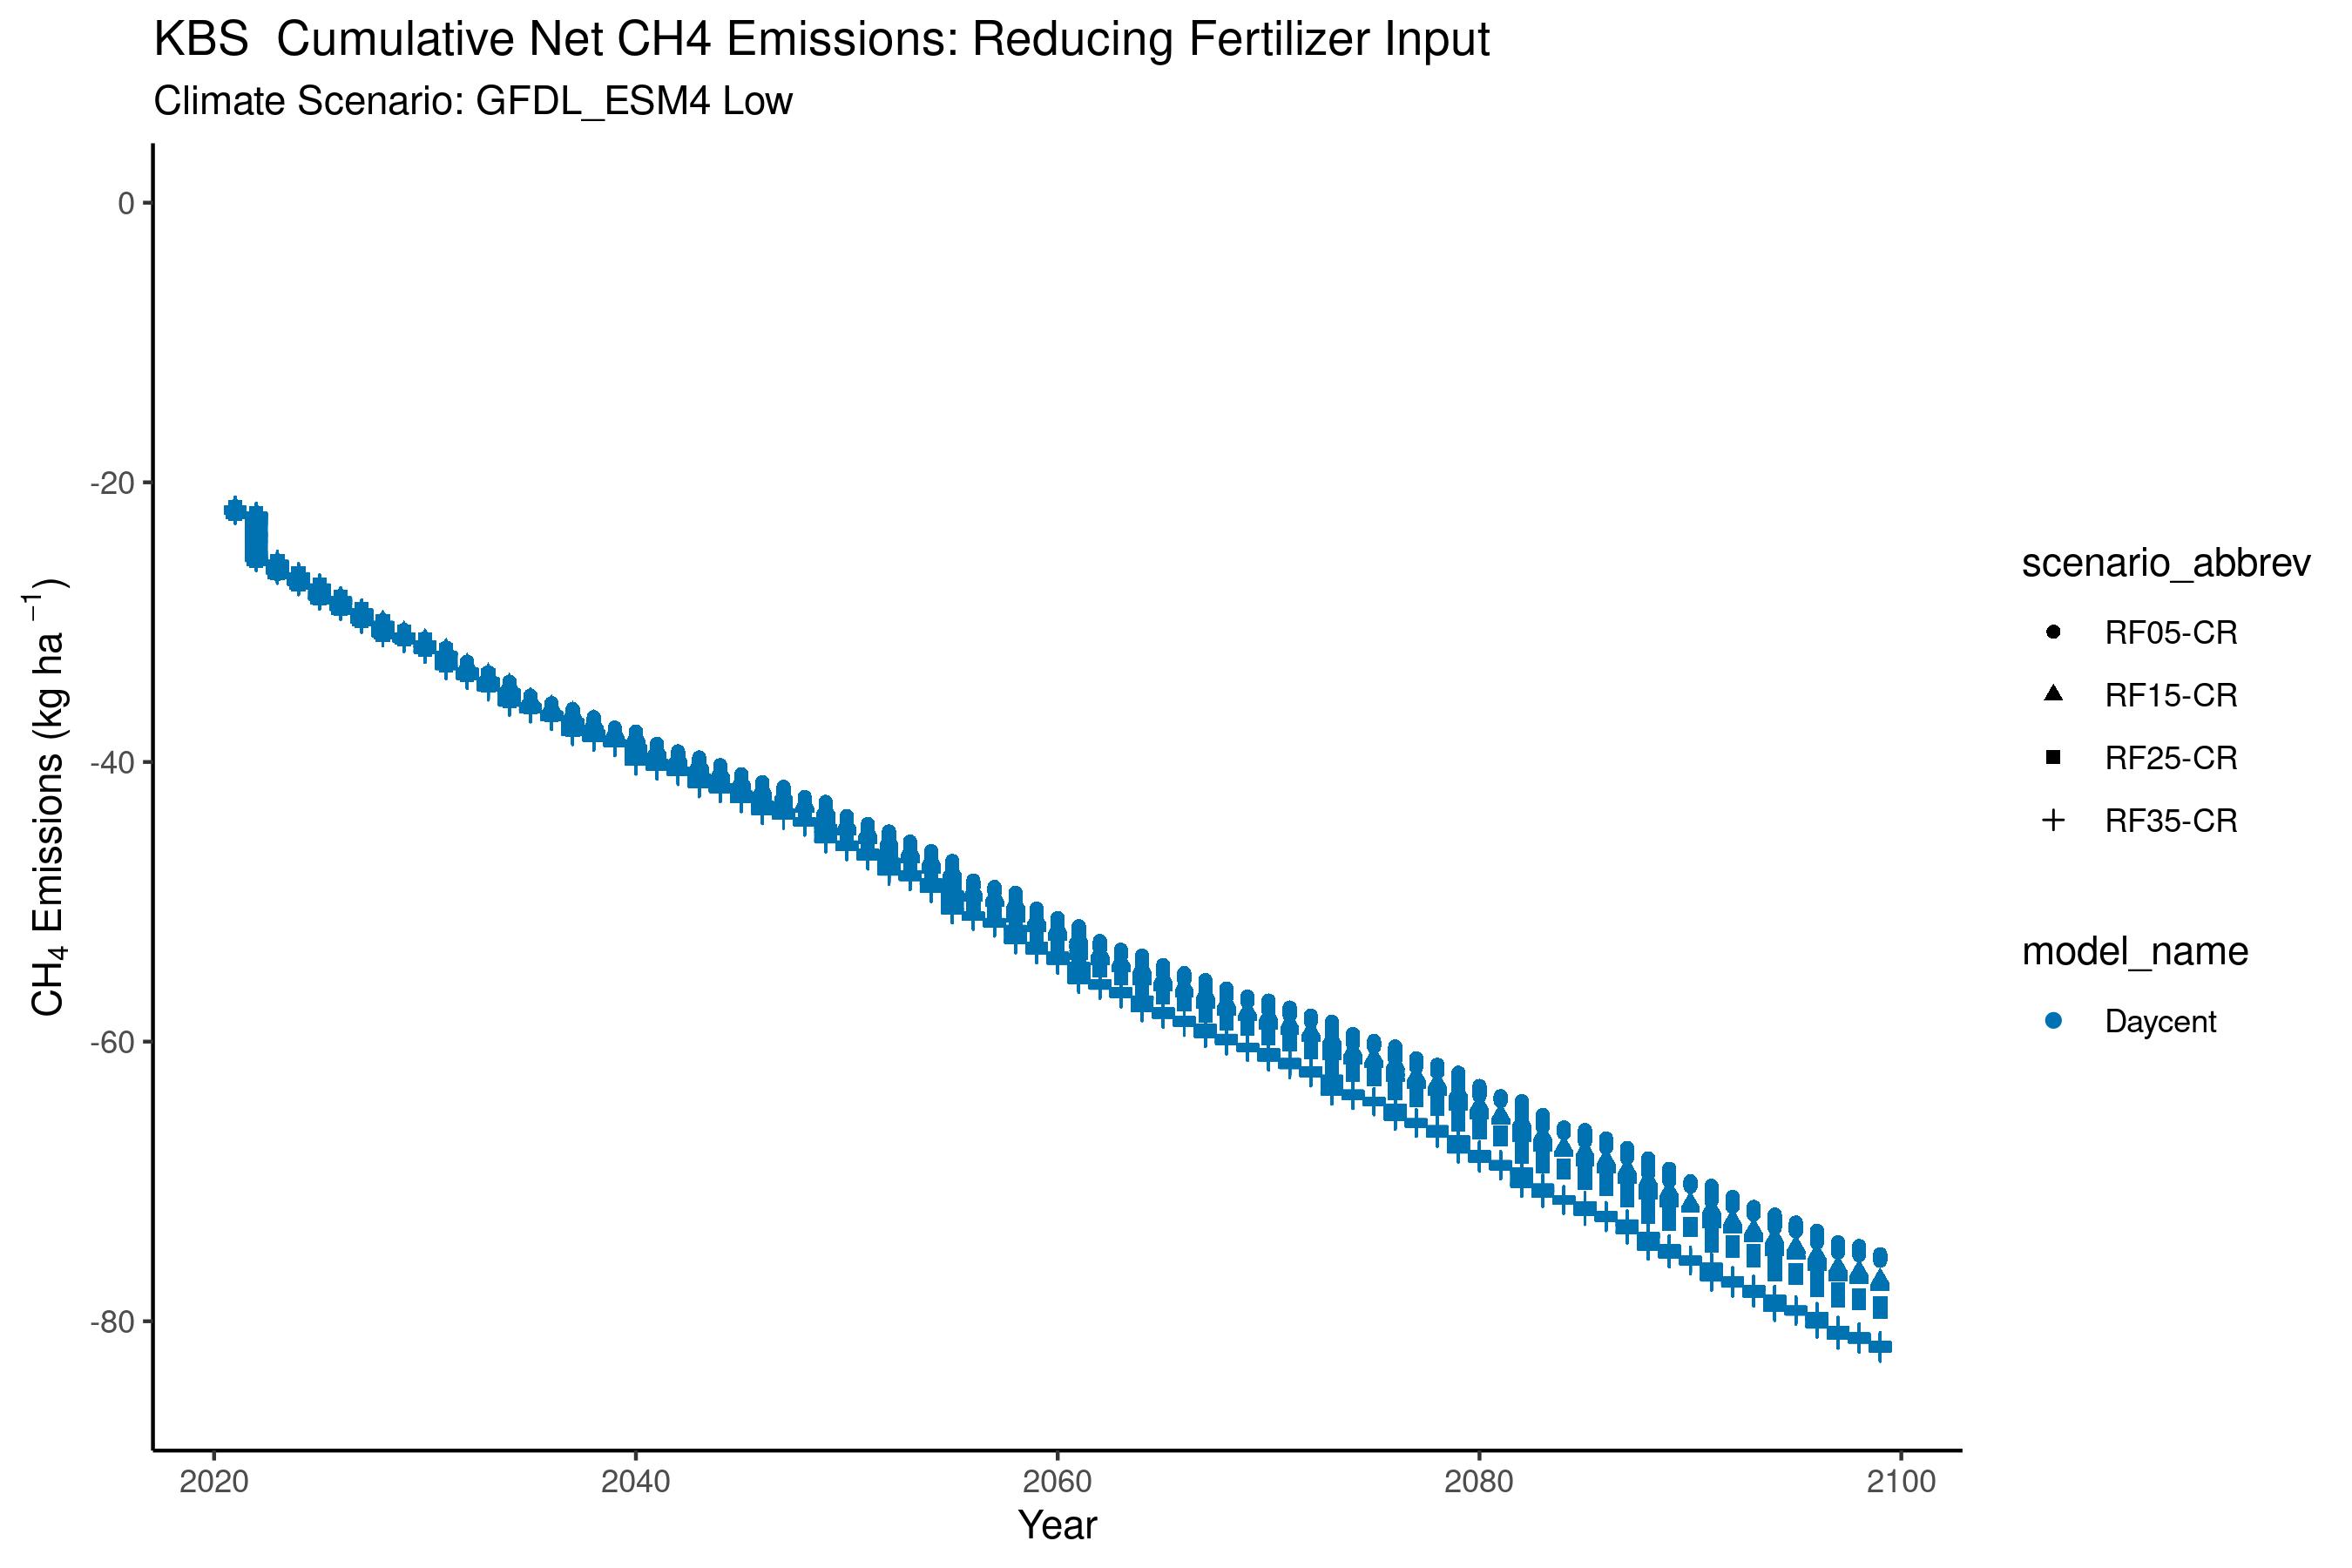 KBS  Cumulative Net CH4 Emissions: Reducing Fertilizer Input
Climate Scenario: GFDL_ESM4 Low
0
-20
-40
-60
-80
CH₄ Emissions (kg ha ⁻¹)
2020 2040 2060 2080 2100
Year
scenario_abbrev
RF05-CR
RF15-CR
RF25-CR
RF35-CR
model_name
Daycent